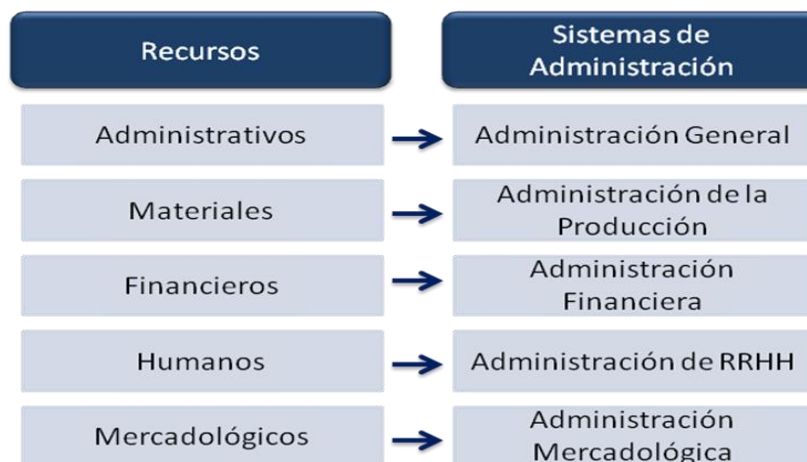 Recursos
Sistemas de
Administración
Administrativos
Administración General
Materiales
Administración de la
Producción
Financieros
Administración
Financiera
Humanos
Administración de RRHH
Mercadológicos
Administración
Mercadológica